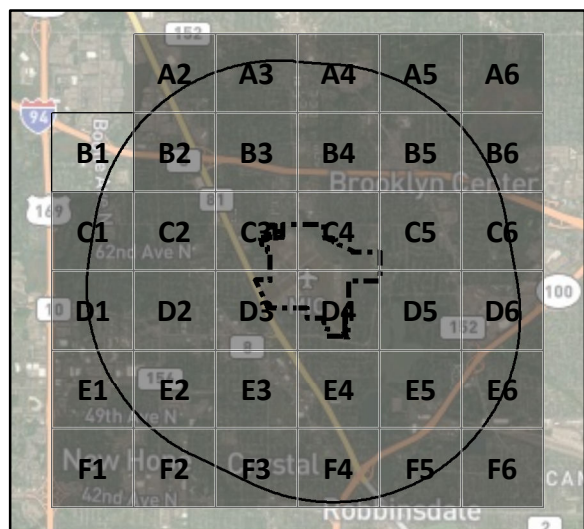 152
A2 A3 A4 A5 A6
94
B1 B2 B3 B4 B5 B6
Brooklyn Center
169
81
C1 C2 C3 C4 C5 C6
62nd Ave N
MIC
100
10
D1 D2 D3 D4 D5 D6
152
8
156
E1 E2 E3 E4 E5 E6
49th Ave N
New Hope Crystal
F1 F2 F3 F4 F5 F6
CAM
42nd Ave N
Robbinsdale
2